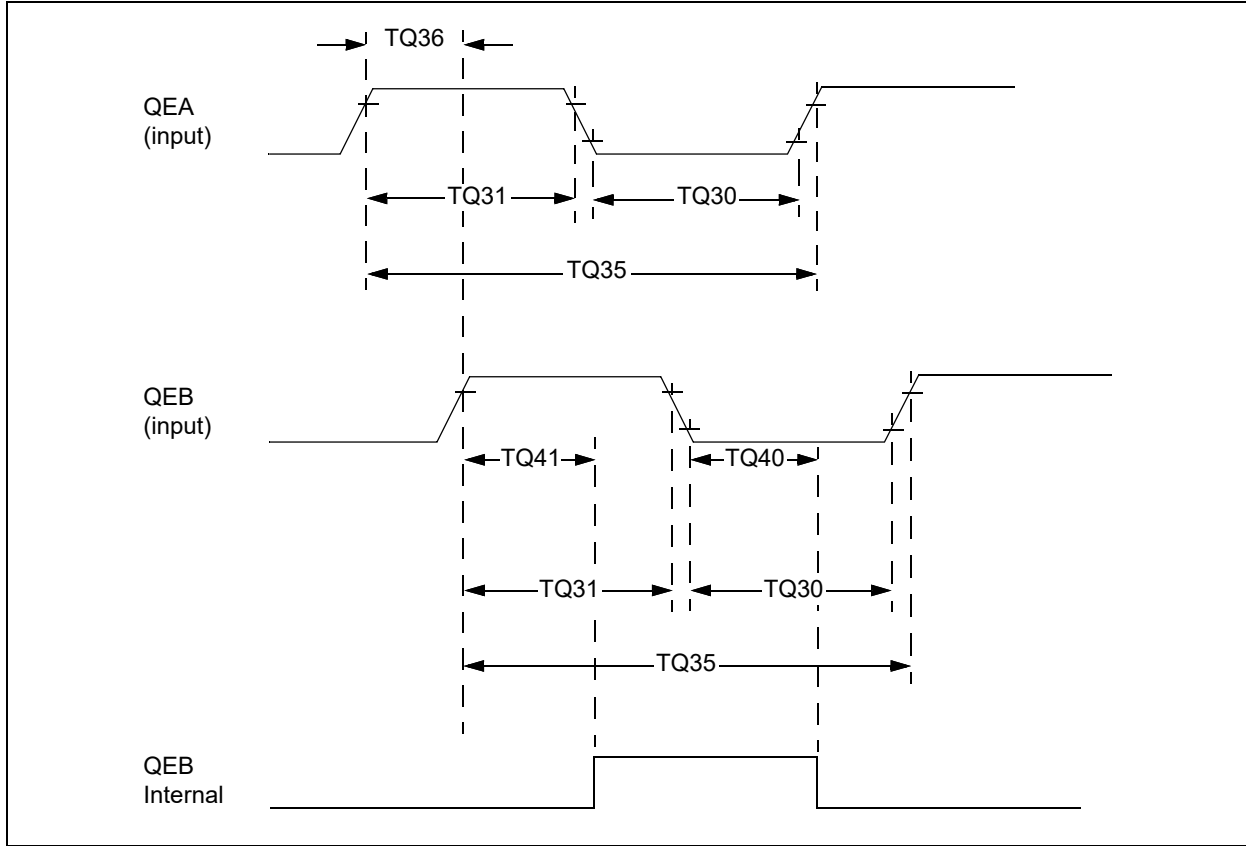 TQ36
QEA
(input)
TQ31
TQ30
TQ35
QEB
(input)
TQ41
TQ40
TQ31
TQ30
TQ35
QEB
Internal